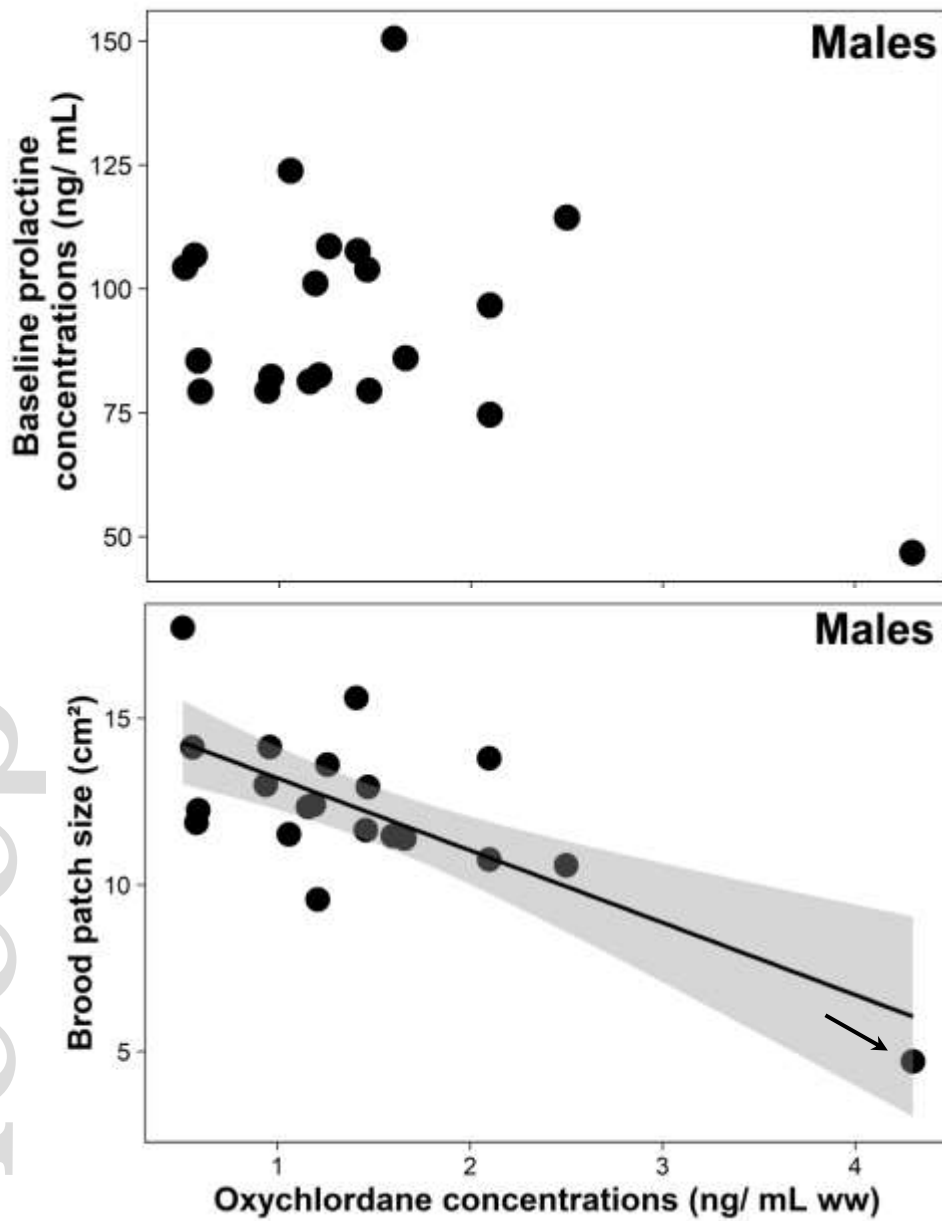 Males
Baseline prolactine
concentrations (ng/ mL)
150
125
100
75
50
Males
Brood patch size (cm²)
15
10
5
1 2 3 4
Oxychlordane concentrations (ng/ mL ww)